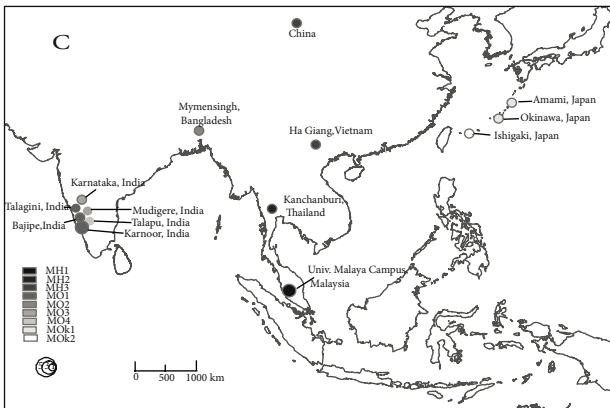 C
China
Mymensingh,
Bangladesh
Ha Giang,Vietnam
Amami, Japan
Okinawa, Japan
Ishigaki, Japan
Karnataka, India
Talagini, India
Mudigere, India
Bajipe,India
Talapu, India
Karnoor, India
Kanchanburi,
Thailand
Univ. Malaya Campus,
Malaysia
MH1
MH2
MH3
MO1
MO2
MO3
MO4
MOk1
MOk2
0 500 1000 km